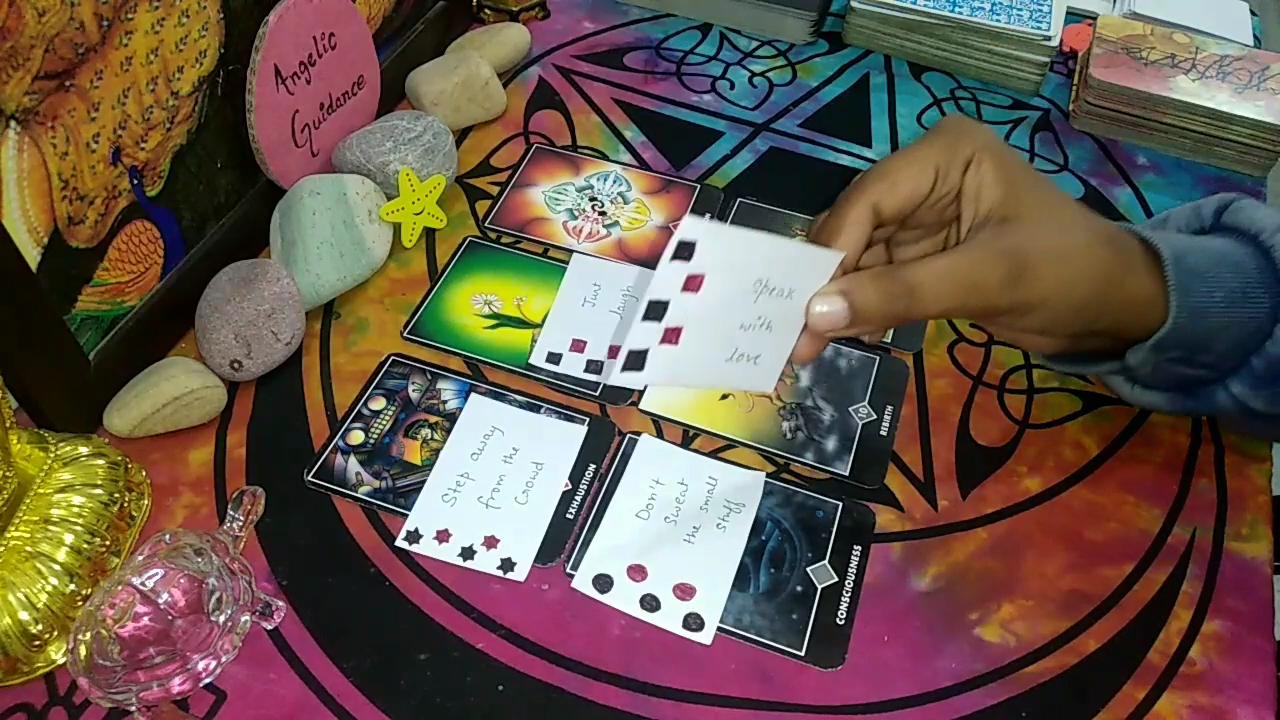 Angelic
Guidance
Just
laugh
Speak
with
love
10
REBIRTH
Step away
from the
Crowd
EXHAUSTION
Don't
Sweat
the small
Stuff
CONSCIOUSNESS